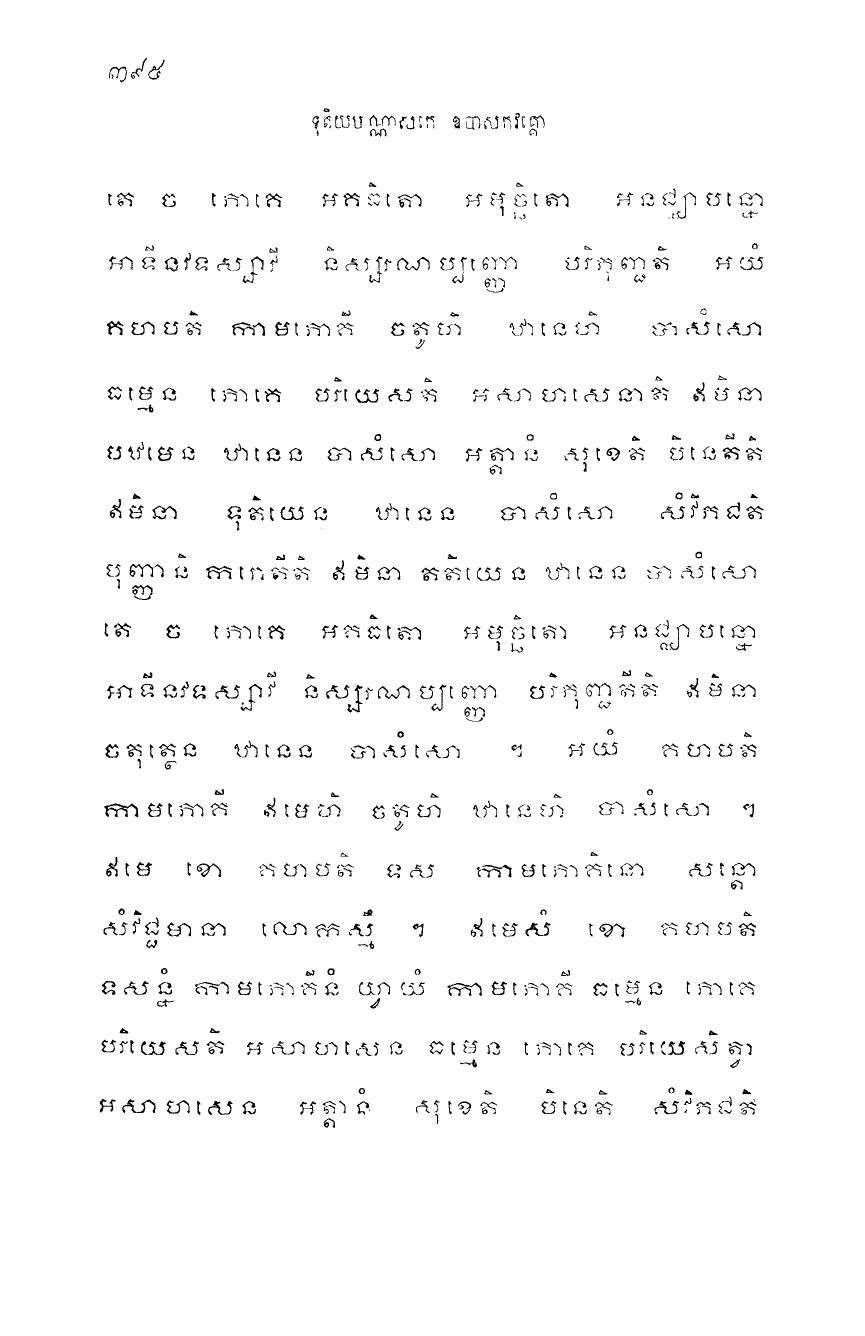 ៣៩៥
ទុតិយបណ្ណាសកេ ឧបាសកវគ្គោ
តេ ច ភោគេ អគធិតោ អមុច្ឆិតោ អនជ្ឈាបន្នោ
អាទីនវទស្សាវី និស្សរណប្បញ្ញោ បរិភុញ្ជតិ អយំ
គហបតិ កាមភោគី ចតូហិ ឋានេហិ បាសំសោ
ធម្មេន ភោគេ បរិយេសតិ អសាហសេនាតិ ឥមិនា
បឋមេន ឋានេន បាសំសោ អត្តានំ សុខេតិ បិនេតីតិ
ឥមិនា ទុតិយេន ឋានេន បាសំសោ សំវិភជតិ
បុញ្ញានិ ករោតីតិ ឥមិនា តតិយេន ឋានេន បាសំសោ
តេ ច ភោគេ អគធិតោ អមុច្ឆិតោ អនជ្ឈាបន្នោ
អាទីនវទស្សាវី និស្សរណប្បញ្ញោ បរិភុញ្ជតីតិ ឥមិនា
ចតុត្ថេន ឋានេន បាសំសោ ។ អយំ គហបតិ
កាមភោគី ឥមេហិ ចតូហិ ឋានេហិ បាសំសោ ។
ឥមេ ខោ គហបតិ ទស កាមភោគិនោ សន្តោ
សំវិជ្ជមានា លោកស្មឹ ។ ឥមេសំ ខោ គហបតិ
ទសន្នំ កាមភោគីនំ យ្វាយំ កាមភោគី ធម្មេន ភោគេ
បរិយេសតិ អសាហសេន ធម្មេន ភោគេ បរិយេសិត្វា
អសាហសេន អត្តានំ សុខេតិ បិនេតិ សំវិភជតិ